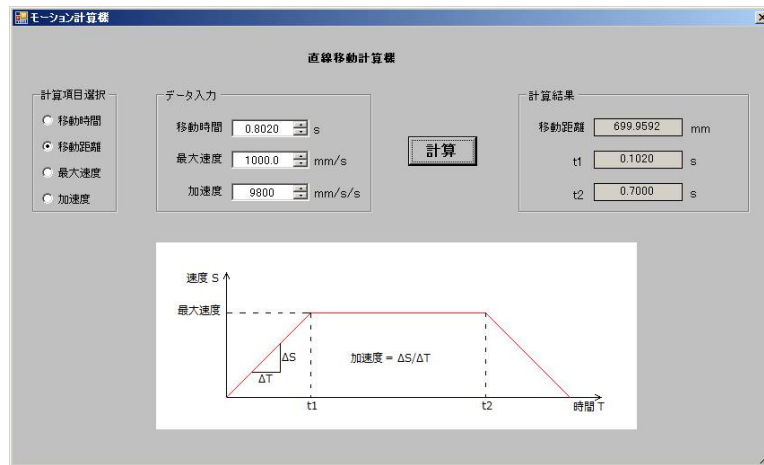 モーション計算機
直線移動計算機
計算項目選択
移動時間
移動距離
最大速度
加速度
データ入力
移動時間 0.8020 s
最大速度 1000.0 mm/s
加速度 9800 mm/s/s
計算
計算結果
移動距離 699.9592 mm
t1 0.1020 s
t2 0.7000 s
速度 S
最大速度
ΔS
ΔT
加速度 = ΔS/ΔT
t1
t2
時間 T